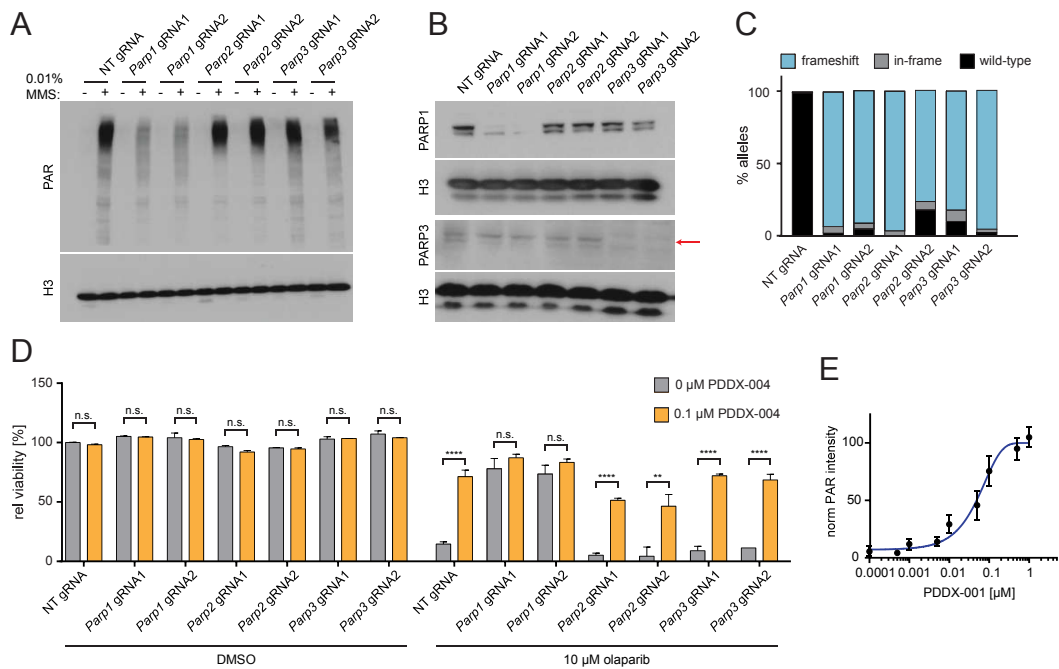 A
NT gRNA
Parp1 gRNA1
Parp1 gRNA2
Parp2 gRNA1
Parp2 gRNA2
Parp3 gRNA1
Parp3 gRNA2
0.01%
MMS: - + - + - + - + - + - + - +
PAR
H3
B
NT gRNA
Parp1 gRNA1
Parp1 gRNA2
Parp2 gRNA1
Parp2 gRNA2
Parp3 gRNA1
Parp3 gRNA2
PARP1
H3
PARP3
H3
C
frameshift in-frame wild-type
% alleles
100
50
0
NT gRNA
Parp1 gRNA1
Parp1 gRNA2
Parp2 gRNA1
Parp2 gRNA2
Parp3 gRNA1
Parp3 gRNA2
D
rel viability [%]
150
100
50
0
n.s. n.s. n.s. n.s. n.s. n.s. n.s.
**** n.s. n.s. **** ** **** ****
0 µM PDDX-004
0.1 µM PDDX-004
NT gRNA
Parp1 gRNA1
Parp1 gRNA2
Parp2 gRNA1
Parp2 gRNA2
Parp3 gRNA1
Parp3 gRNA2
NT gRNA
Parp1 gRNA1
Parp1 gRNA2
Parp2 gRNA1
Parp2 gRNA2
Parp3 gRNA1
Parp3 gRNA2
DMSO
10 µM olaparib
E
norm PAR intensity
100
50
0
0.0001 0.001 0.01 0.1 1
PDDX-001 [µM]